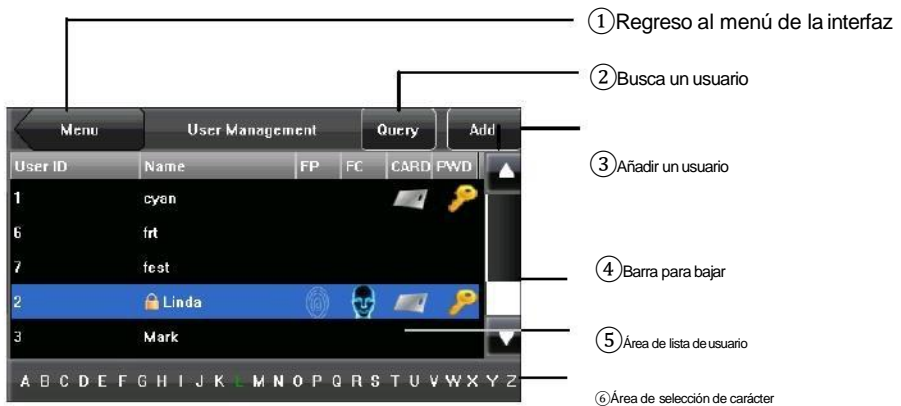 ①Regreso al menú de la interfaz
②Busca un usuario
Menu User Management Query Add
③Añadir un usuario
User ID Name FP FC CARD PWD
1 cyan
6 frt
7 fest
④Barra para bajar
2 Linda
3 Mark
⑤Área de lista de usuario
A B C D E F G H I J K L M N O P Q R S T U V W X Y Z
⑥Área de selección de carácter